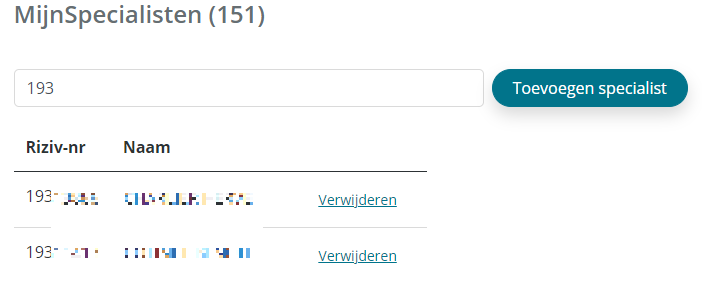 MijnSpecialisten (151)
193
Toevoegen specialist
Riziv-nr Naam
193 Verwijderen
193 Verwijderen